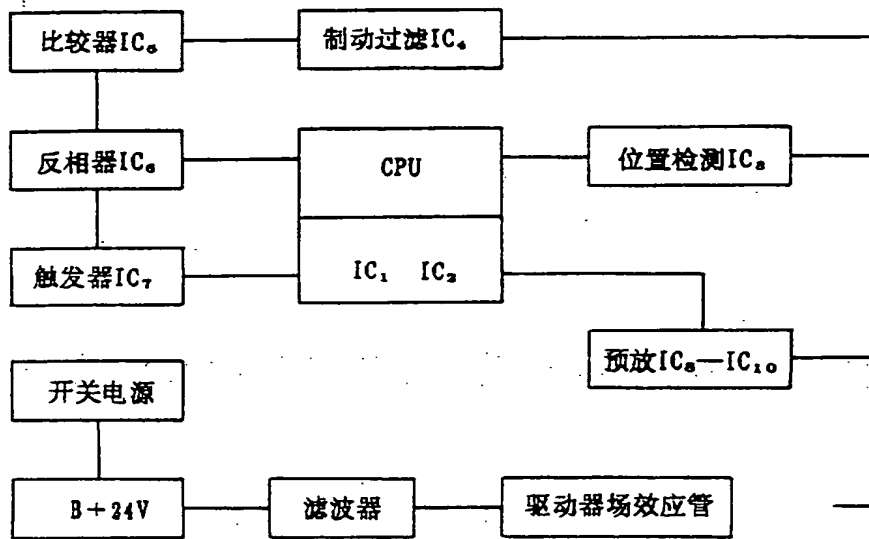 比较器IC₆
制动过滤IC₄
反相器IC₆
CPU
位置检测IC₃
触发器IC₇
IC₁ IC₂
预放IC₈—IC₁₀
开关电源
B+24V
滤波器
驱动器场效应管